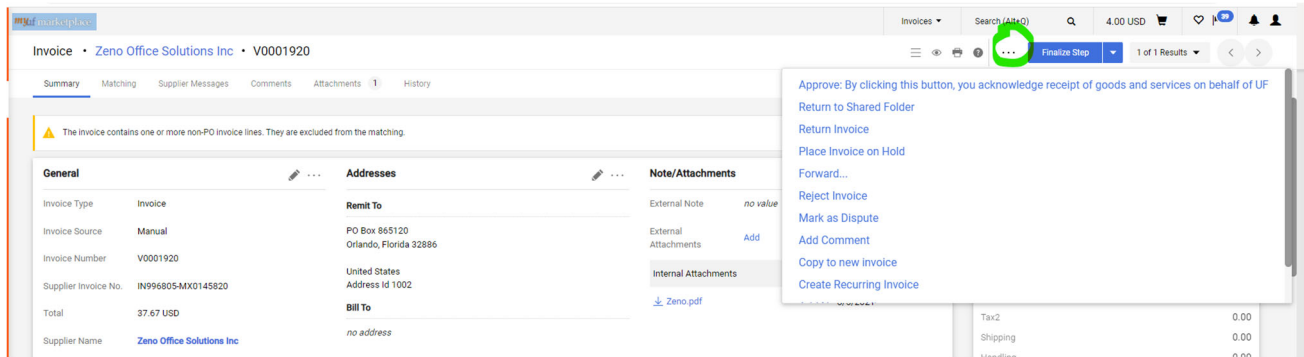 myuf marketplace
Invoices
Search (Alt+Q)
4.00 USD
39
Invoice • Zeno Office Solutions Inc • V0001920
...
Finalize Step
1 of 1 Results
Summary
Matching
Supplier Messages
Comments
Attachments 1
History
The invoice contains one or more non-PO invoice lines. They are excluded from the matching.
Approve: By clicking this button, you acknowledge receipt of goods and services on behalf of UF
Return to Shared Folder
Return Invoice
Place Invoice on Hold
Forward...
Reject Invoice
Mark as Dispute
Add Comment
Copy to new invoice
Create Recurring Invoice
General
...
Invoice Type Invoice
Invoice Source Manual
Invoice Number V0001920
Supplier Invoice No. IN996805-MX0145820
Total 37.67 USD
Supplier Name Zeno Office Solutions Inc
Addresses
...
Remit To
PO Box 865120
Orlando, Florida 32886
United States
Address Id 1002
Bill To
no address
Note/Attachments
External Note no value
External
Attachments
Add
Internal Attachments
Zeno.pdf
Tax2 0.00
Shipping 0.00